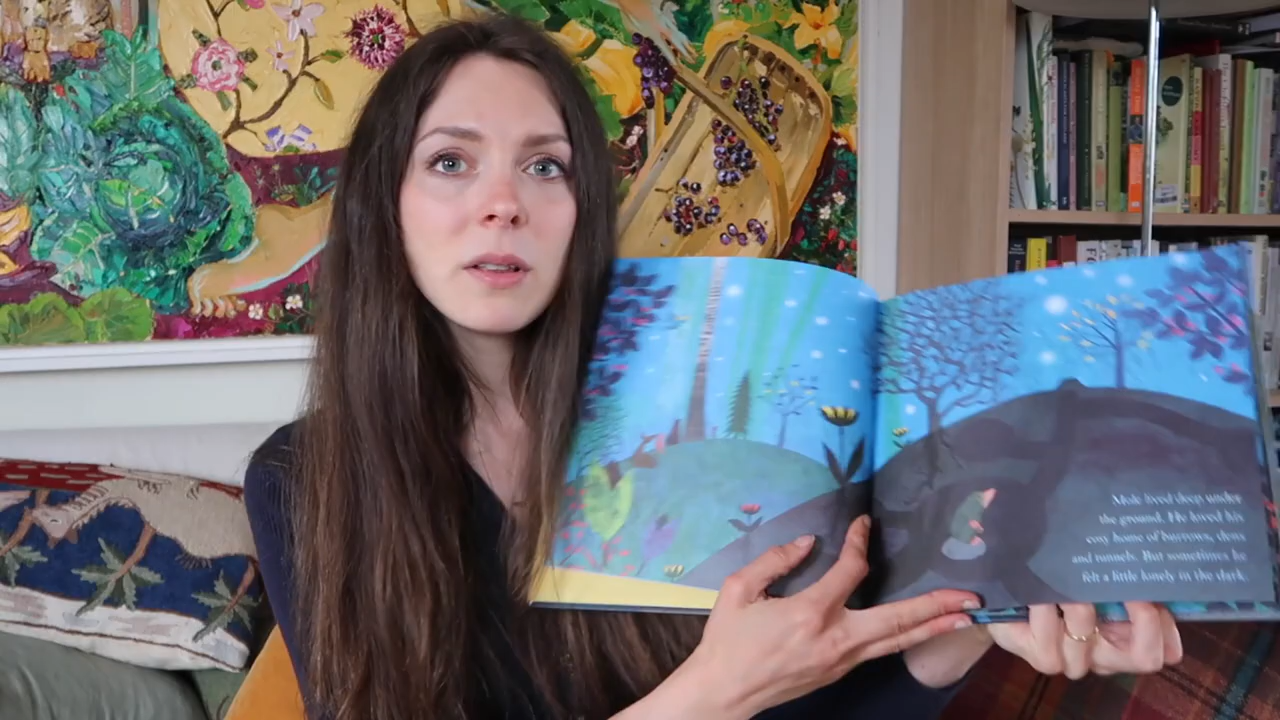 Mole lived deep under
the ground. He loved his
cosy home of burrows, dens
and tunnels. But sometimes he
felt a little lonely in the dark.